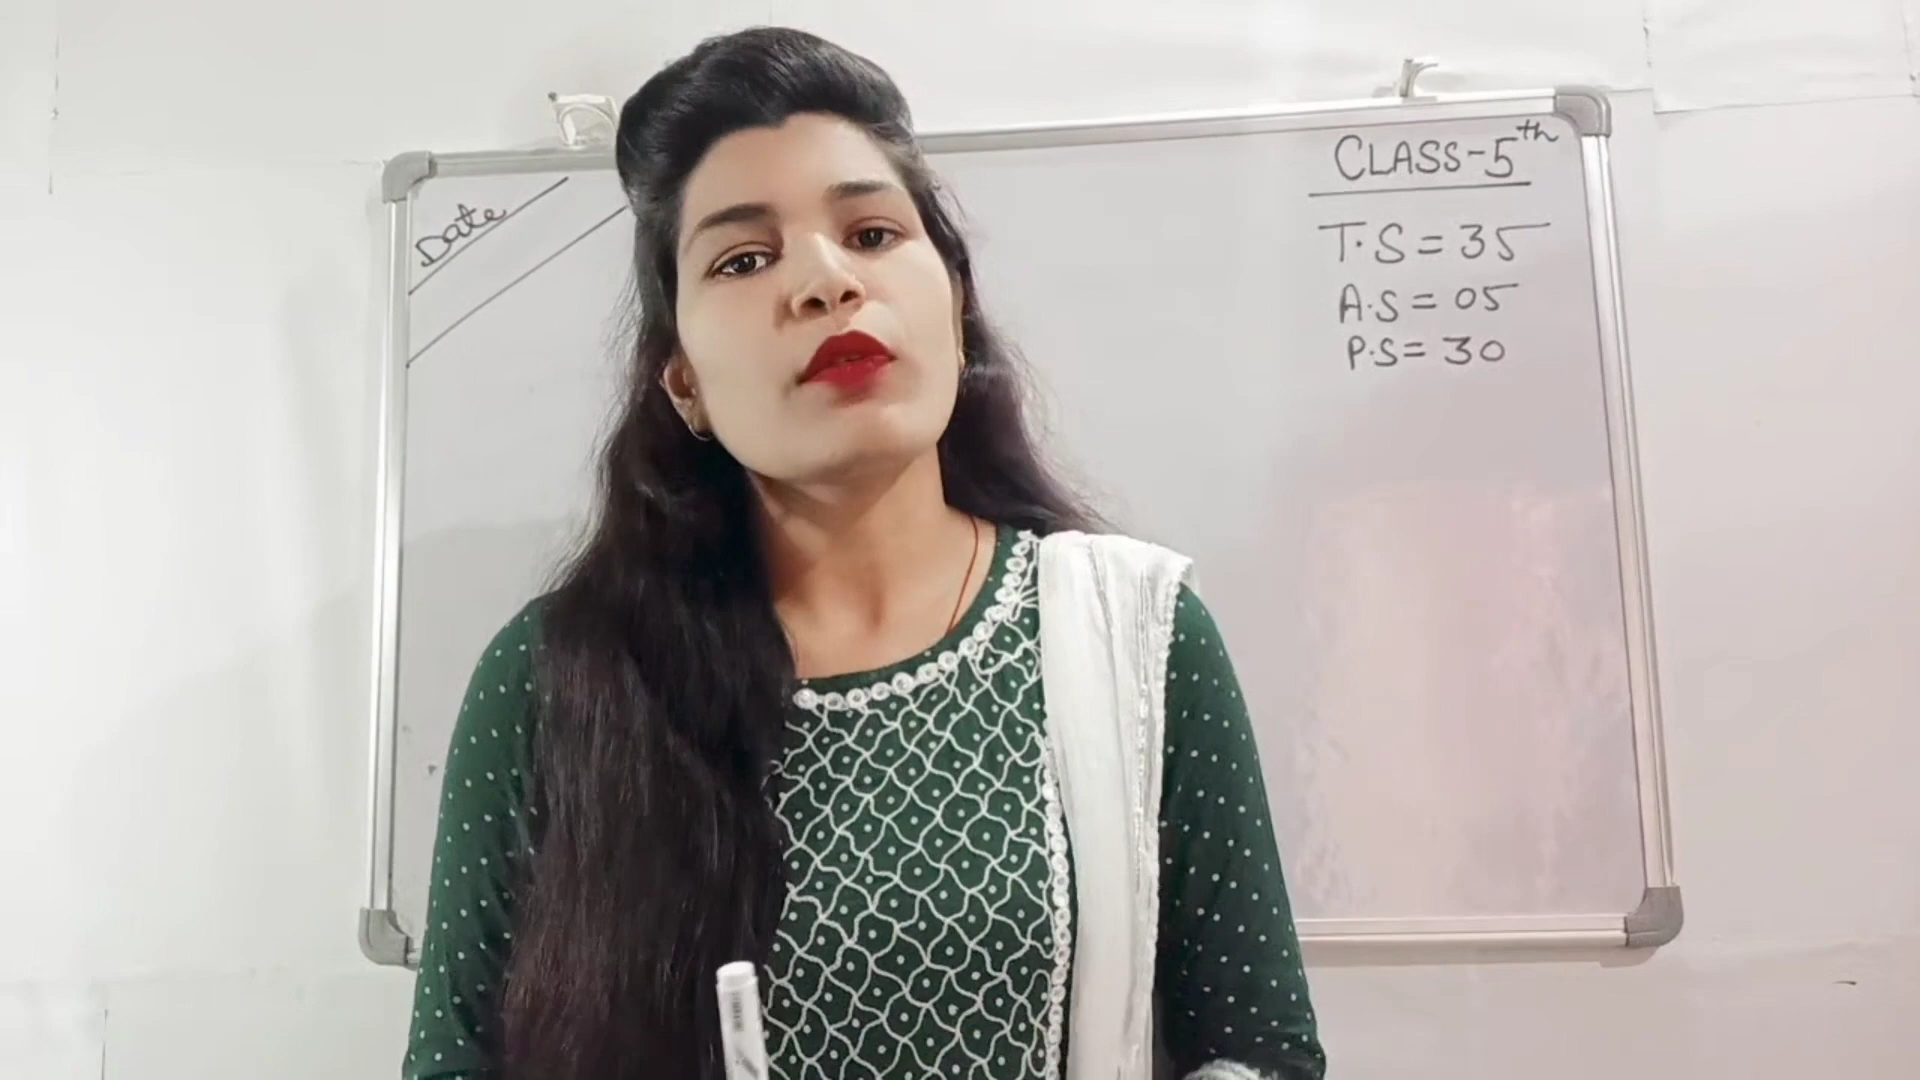 Date
CLASS-5th
T.S = 35
A.S = 05
P.S = 30